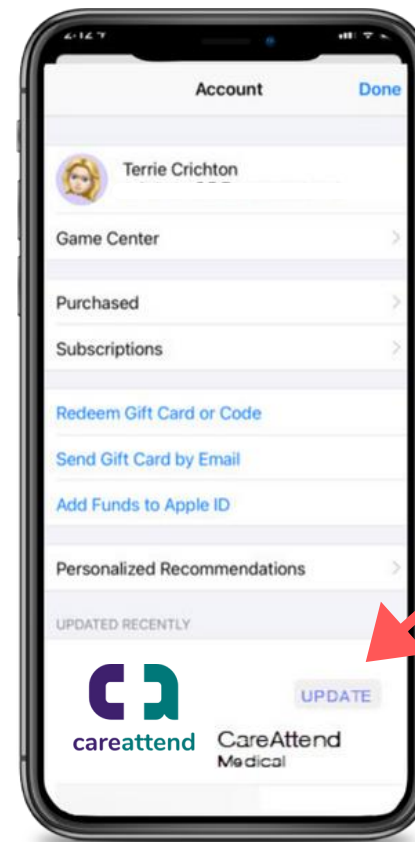 Account Done
Terrie Crichton
Game Center
Purchased
Subscriptions
Redeem Gift Card or Code
Send Gift Card by Email
Add Funds to Apple ID
Personalized Recommendations
UPDATED RECENTLY
UPDATE
careattend
CareAttend
Medical